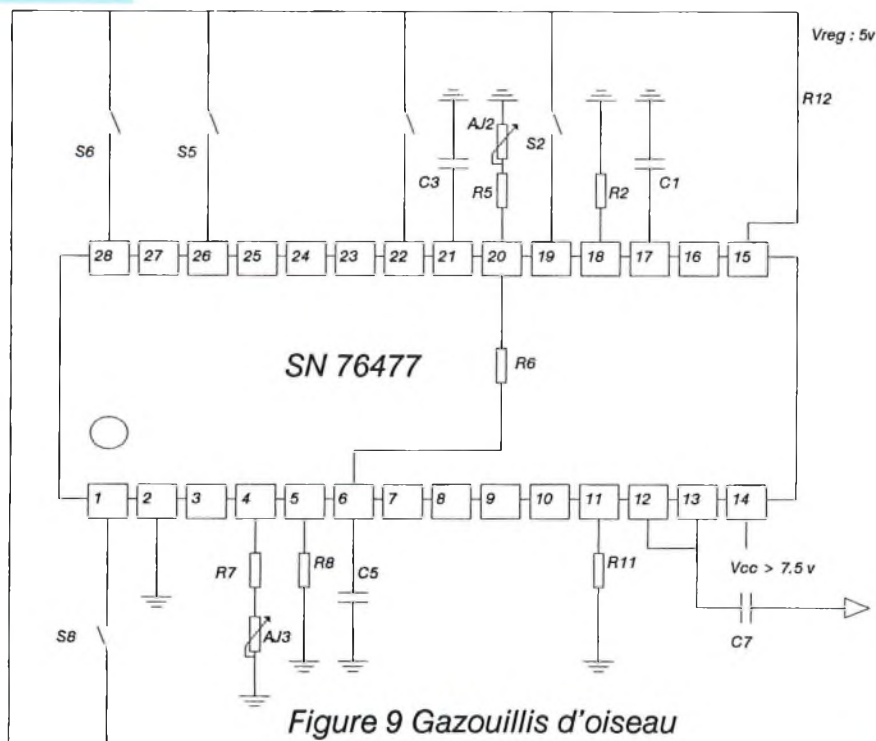 Vreg : 5v
R12
S6
S5
C3
AJ2
R5
S2
R2
C1
28 27 26 25 24 23 22 21 20 19 18 17 16 15
SN 76477
R6
1 2 3 4 5 6 7 8 9 10 11 12 13 14
R7
R8
C5
R11
Vcc > 7.5 v
S8
AJ3
C7
Figure 9 Gazouillis d'oiseau